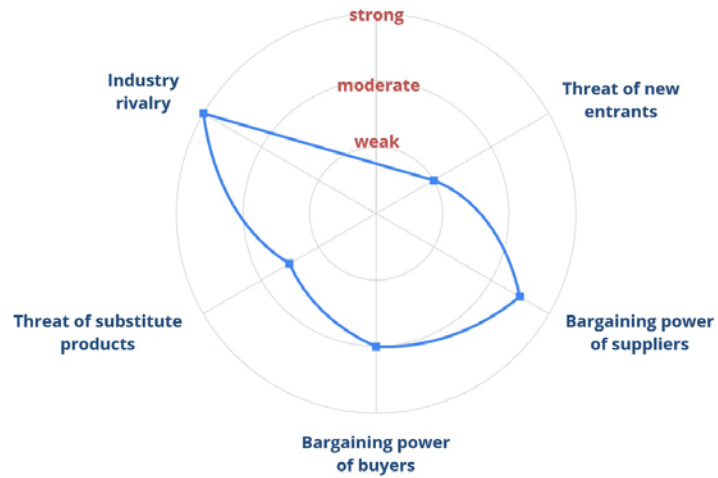 strong
moderate
weak
Industry
rivalry
Threat of new
entrants
Threat of substitute
products
Bargaining power
of suppliers
Bargaining power
of buyers